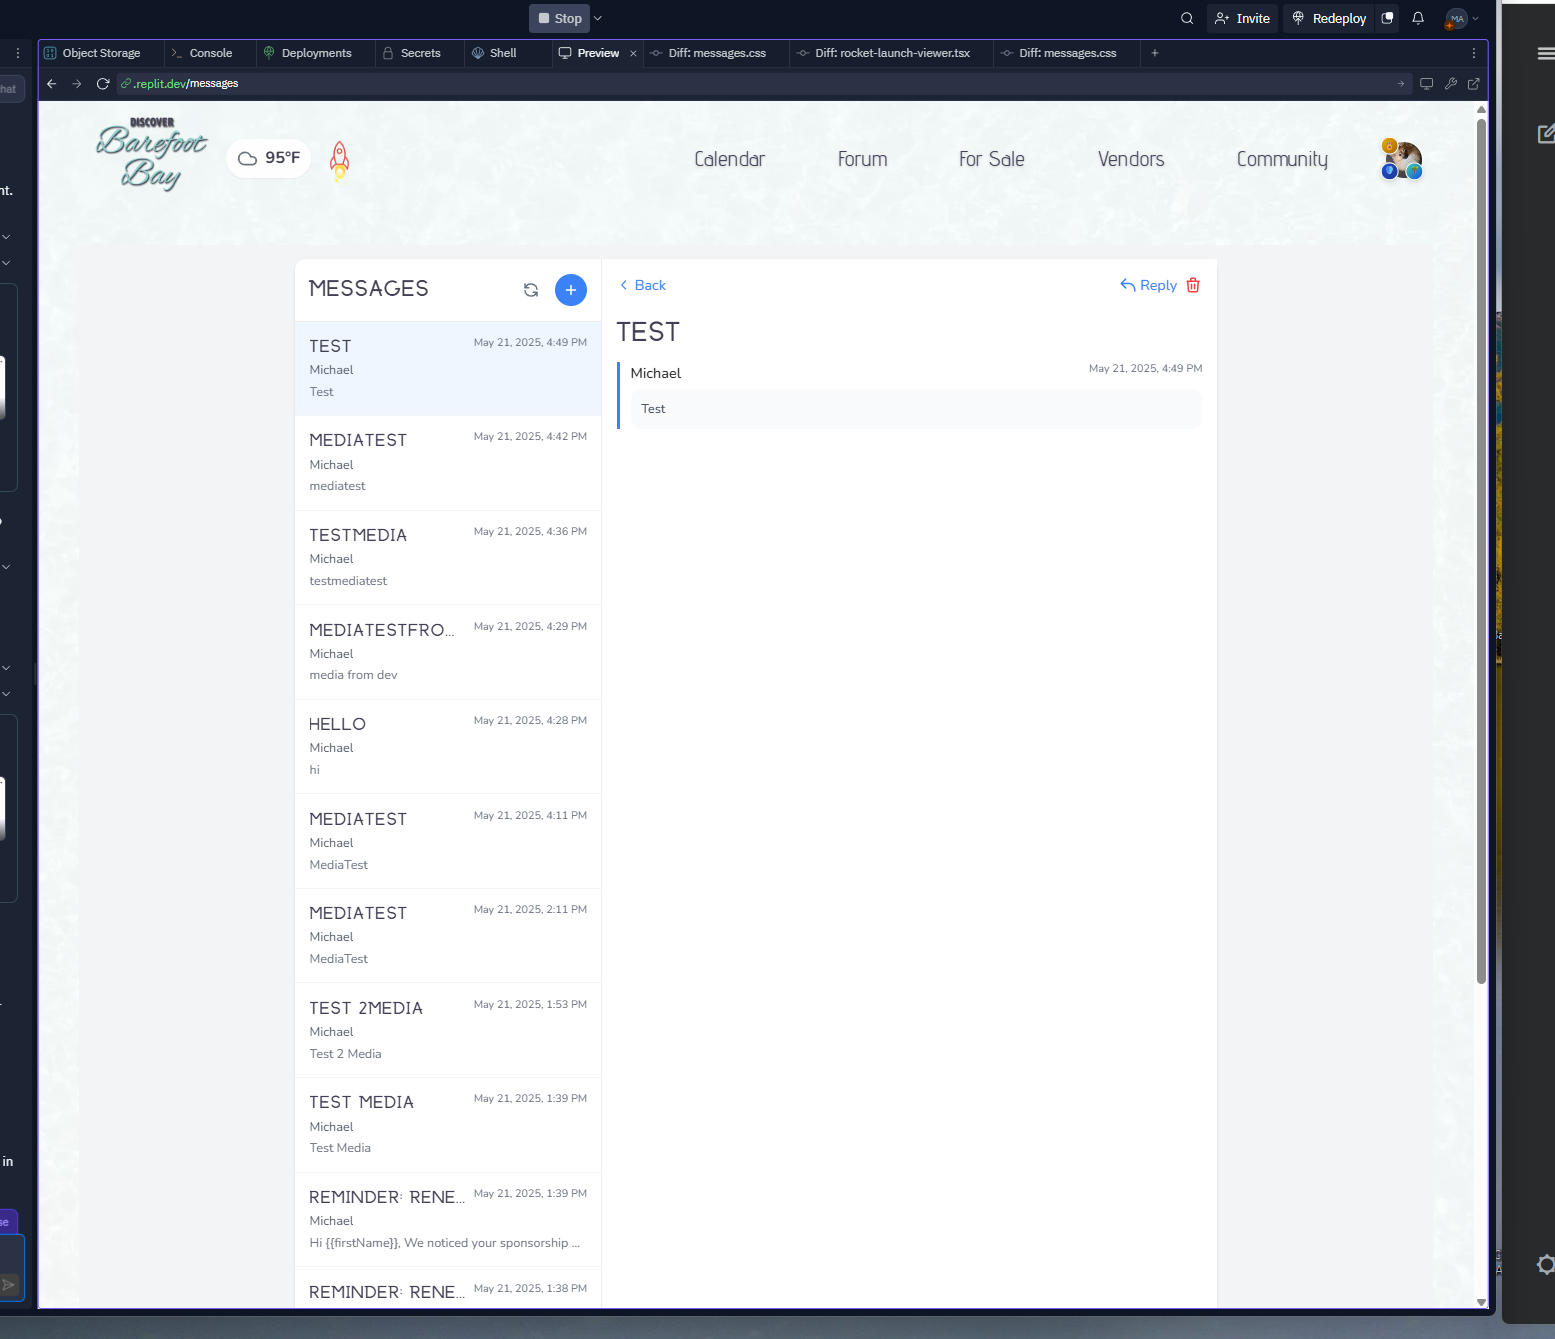 Stop
Invite
Redeploy
MA
Object Storage
Console
Deployments
Secrets
Shell
Preview
Diff: messages.css
Diff: rocket-launch-viewer.tsx
Diff: messages.css
hat
.replit.dev/messages
DISCOVER
Barefoot
Bay
95°F
Calendar
Forum
For Sale
Vendors
Community
nt.
in
se
MESSAGES
TEST
May 21, 2025, 4:49 PM
Michael
Test
MEDIATEST
May 21, 2025, 4:42 PM
Michael
mediatest
TESTMEDIA
May 21, 2025, 4:36 PM
Michael
testmediatest
MEDIATESTFRO...
May 21, 2025, 4:29 PM
Michael
media from dev
HELLO
May 21, 2025, 4:28 PM
Michael
hi
MEDIATEST
May 21, 2025, 4:11 PM
Michael
MediaTest
MEDIATEST
May 21, 2025, 2:11 PM
Michael
MediaTest
TEST 2MEDIA
May 21, 2025, 1:53 PM
Michael
Test 2 Media
TEST MEDIA
May 21, 2025, 1:39 PM
Michael
Test Media
REMINDER: RENE...
May 21, 2025, 1:39 PM
Michael
Hi {{firstName}}, We noticed your sponsorship ...
REMINDER: RENE...
May 21, 2025, 1:38 PM
Back
Reply
TEST
Michael
May 21, 2025, 4:49 PM
Test